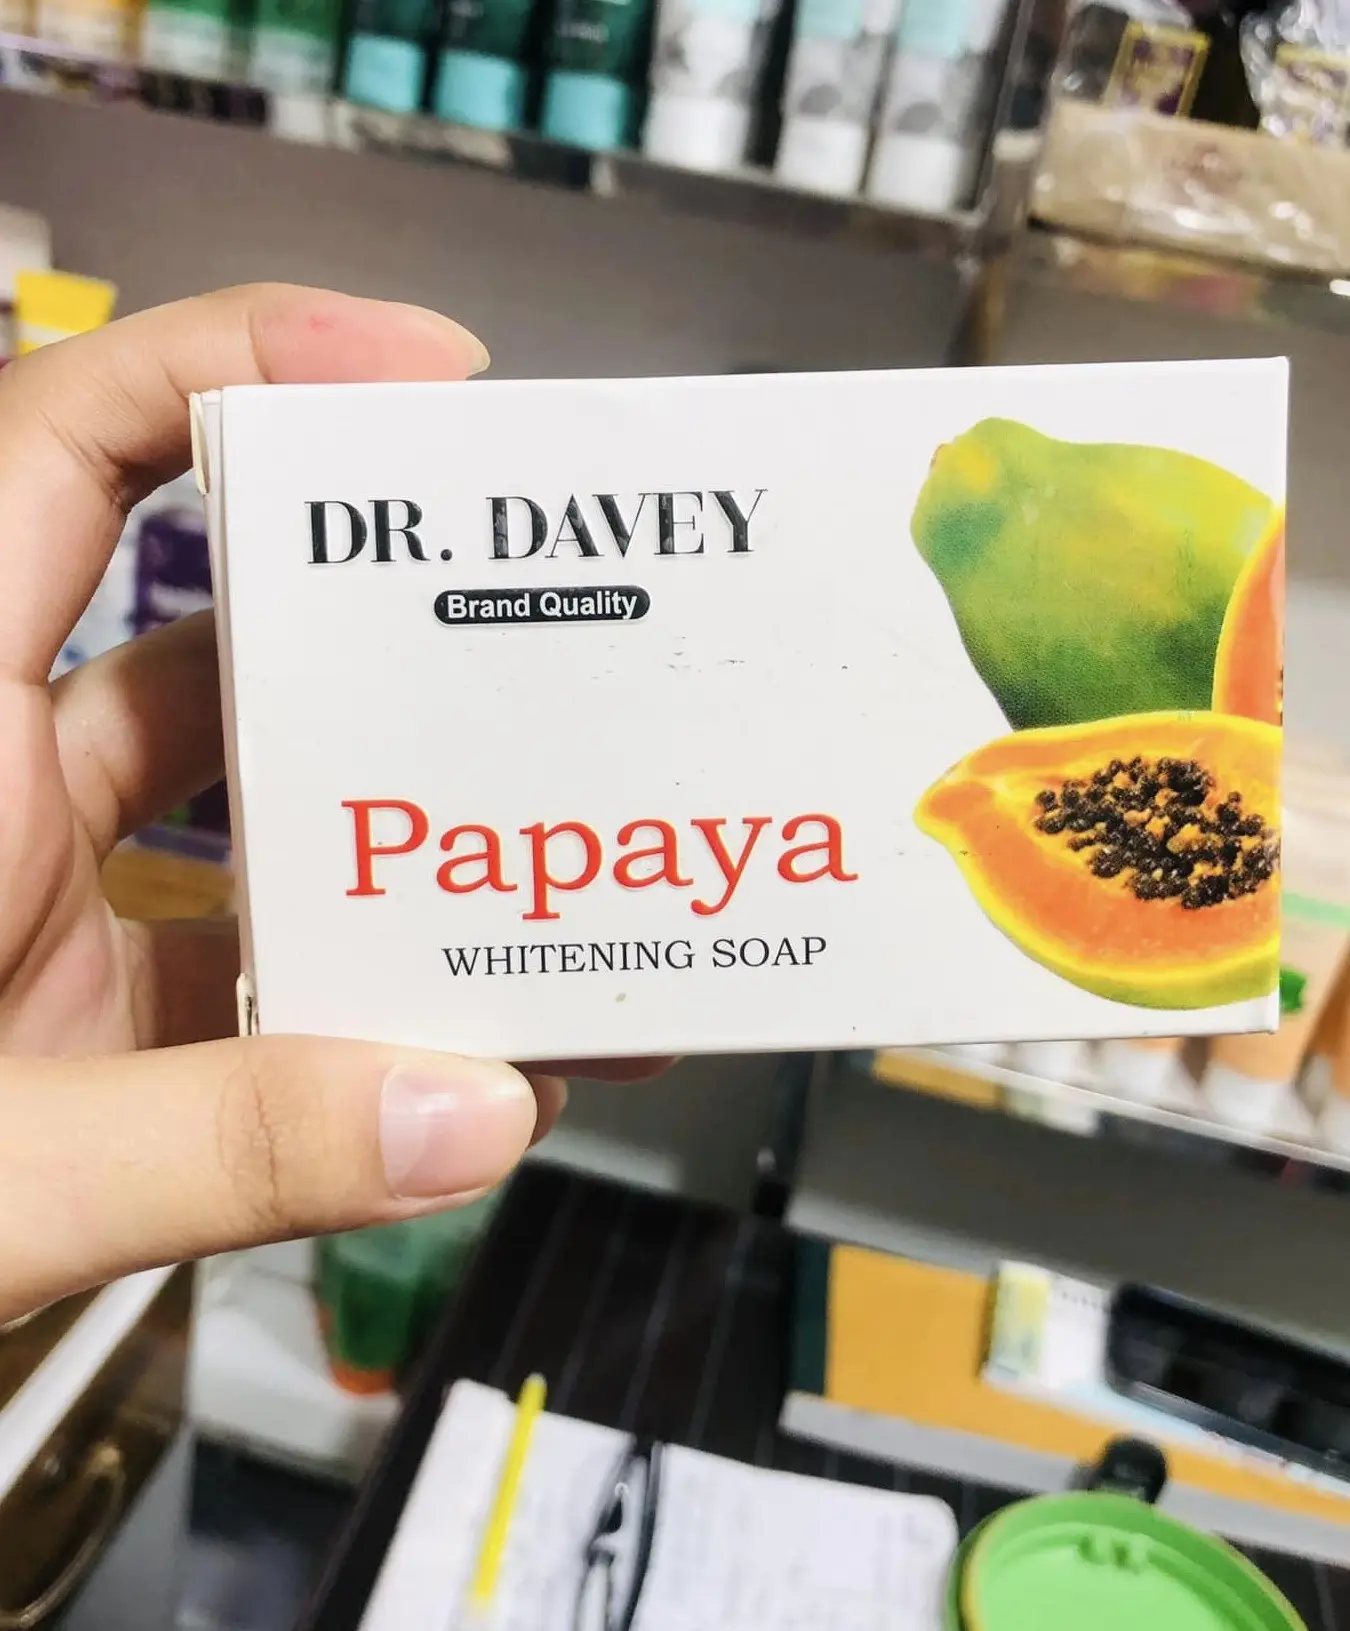 DR. DAVEY
Brand Quality
Papaya
WHITENING SOAP